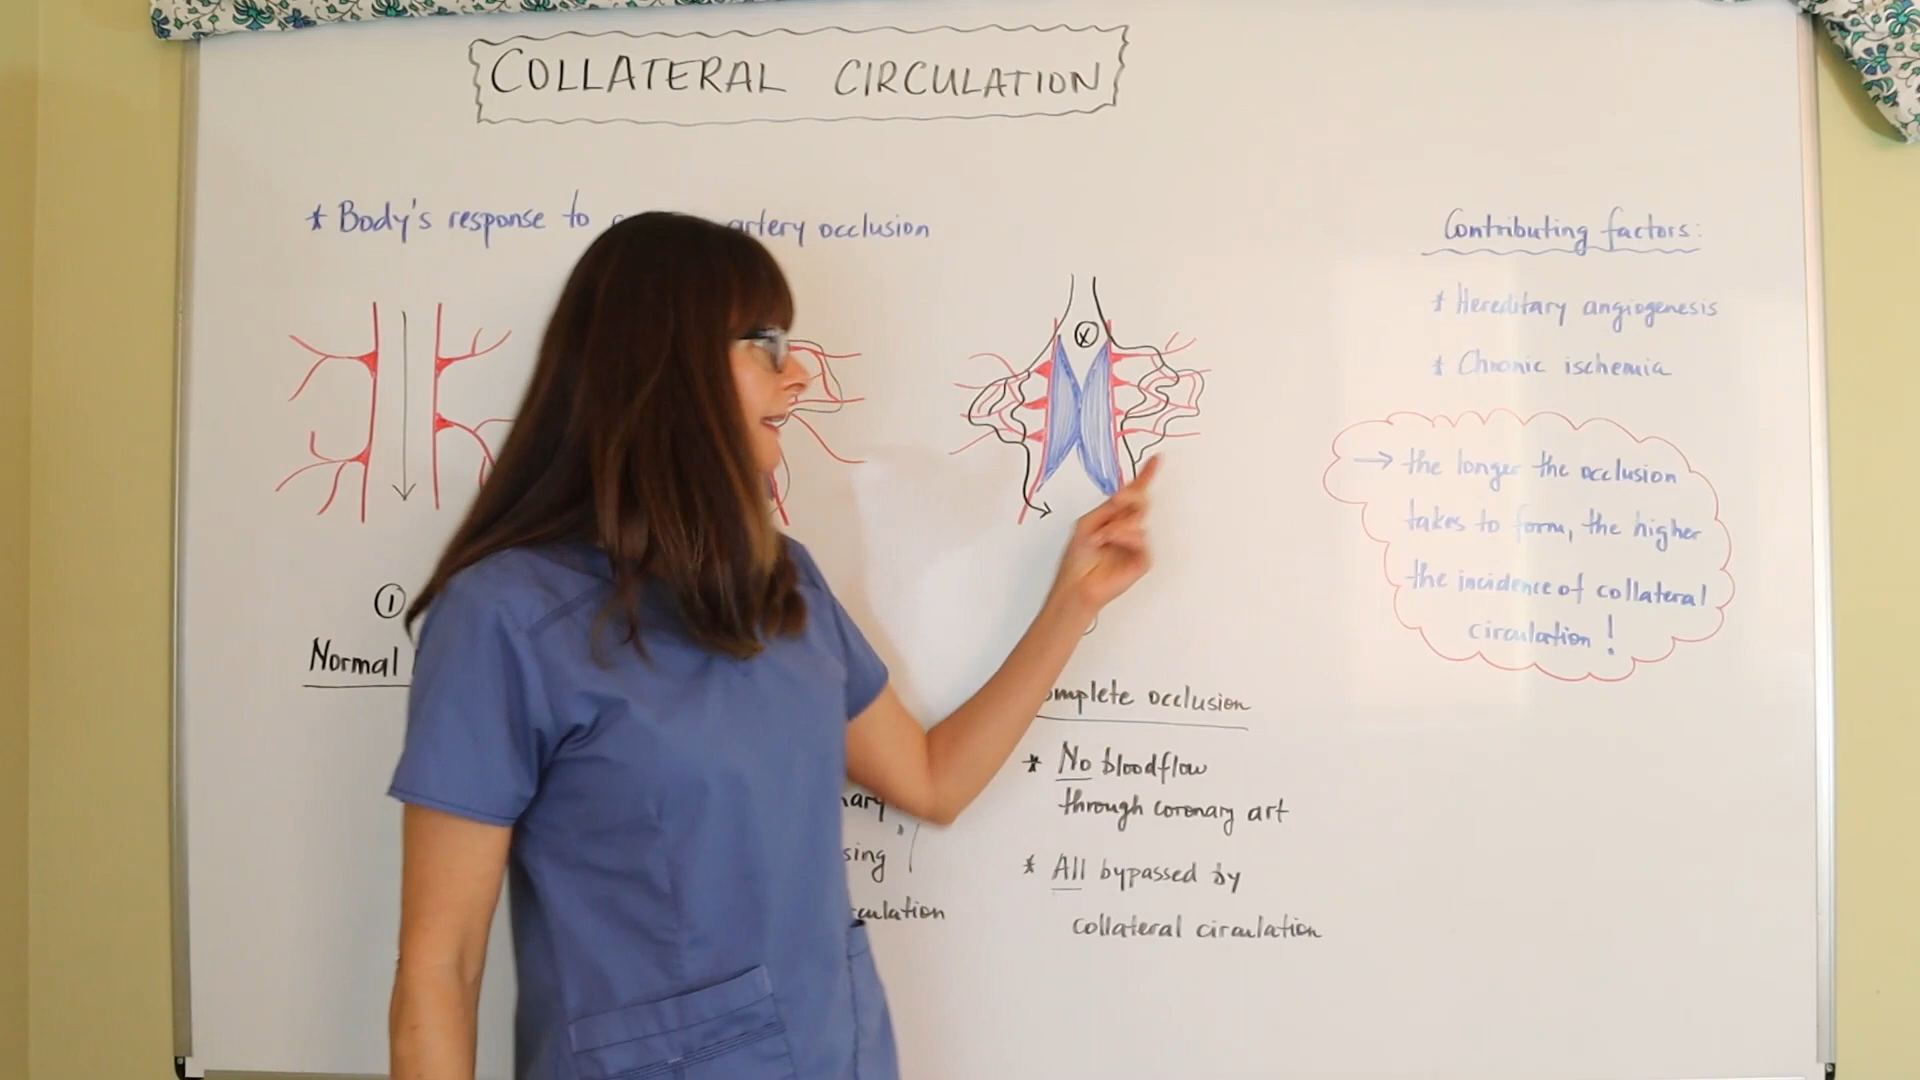 COLLATERAL CIRCULATION
* Body's response to artery occlusion
Contributing factors:
* Hereditary angiogenesis
* Chronic ischemia
→ the longer the occlusion
takes to form, the higher
the incidence of collateral
circulation !
X
1
Normal
omplete occlusion
* No bloodflow
through coronary art
* All bypassed by
collateral circulation
nary
sing
culation